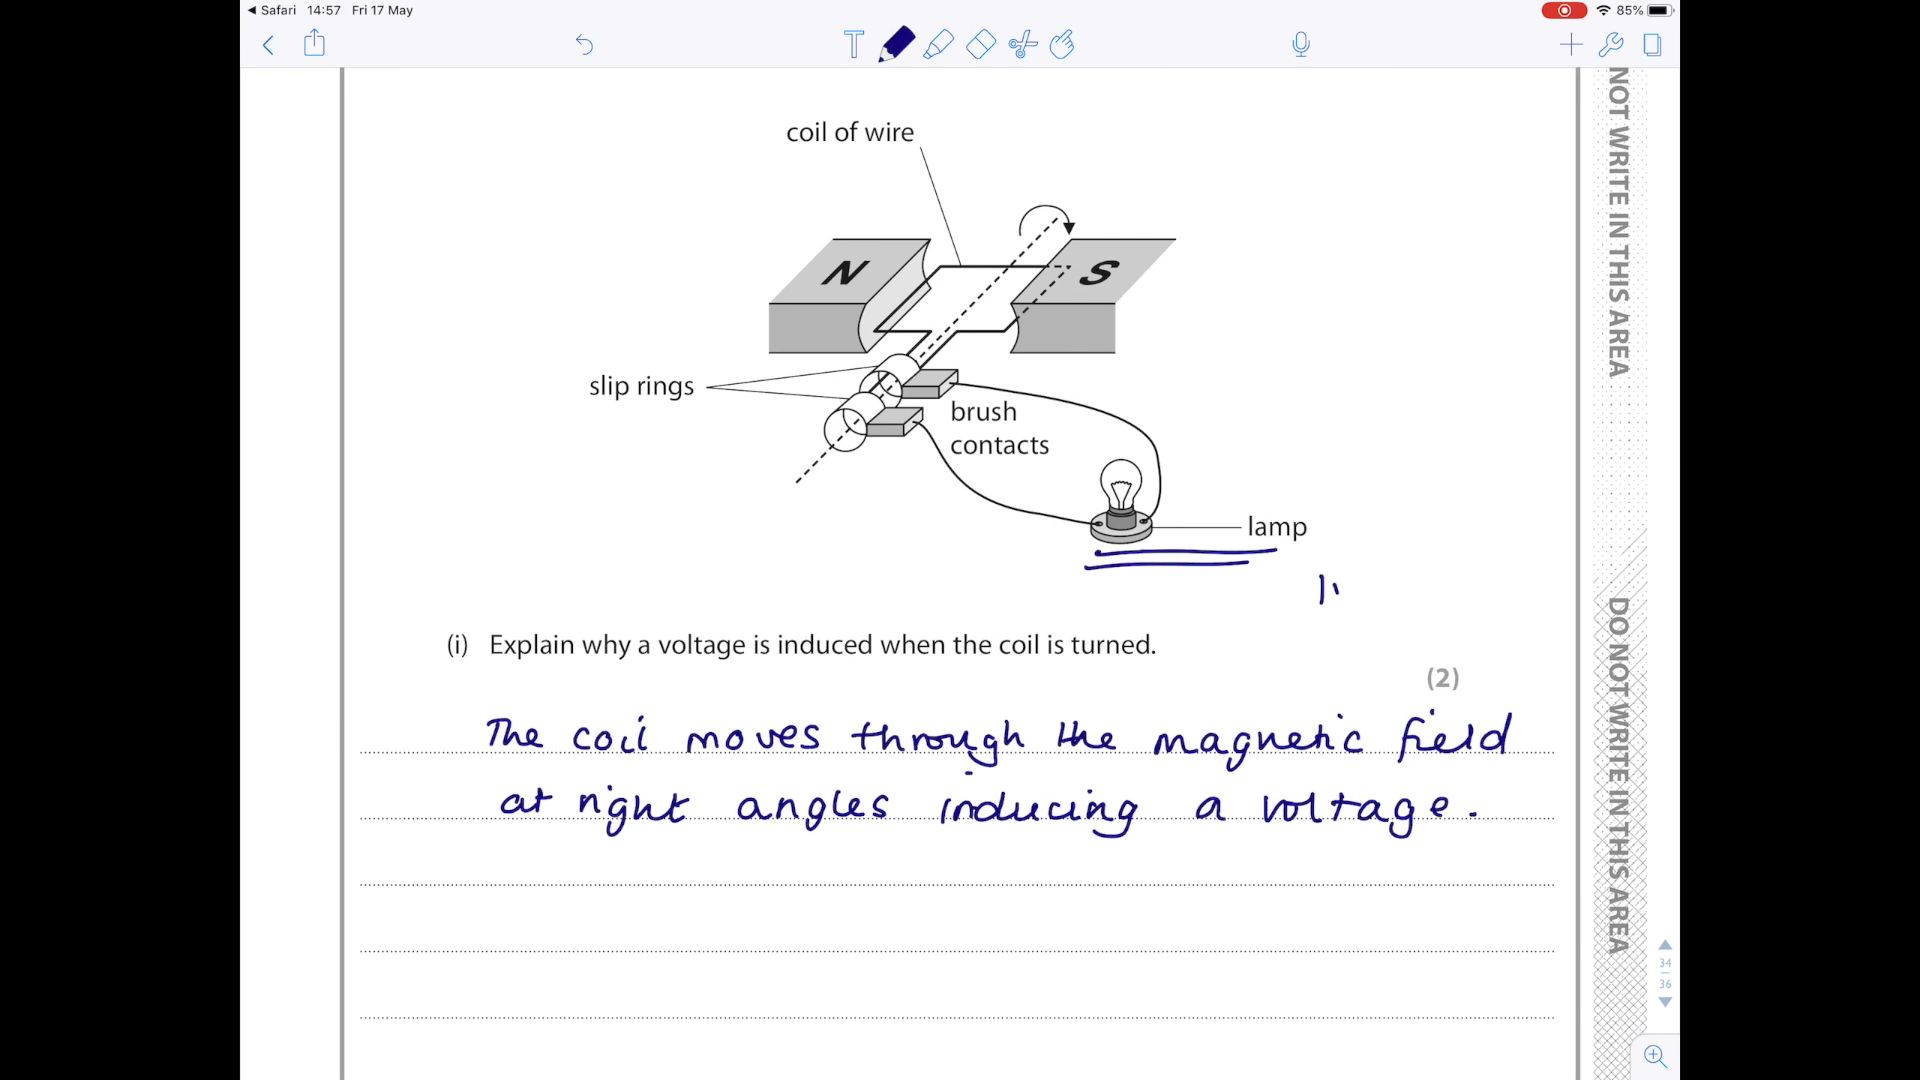 Safari 14:57 Fri 17 May 85%
T
coil of wire
N S
slip rings
brush
contacts
lamp
(i) Explain why a voltage is induced when the coil is turned.
(2)
The coil moves through the magnetic field
at right angles inducing a voltage.
NOT WRITE IN THIS AREA
DO NOT WRITE IN THIS AREA
34
36